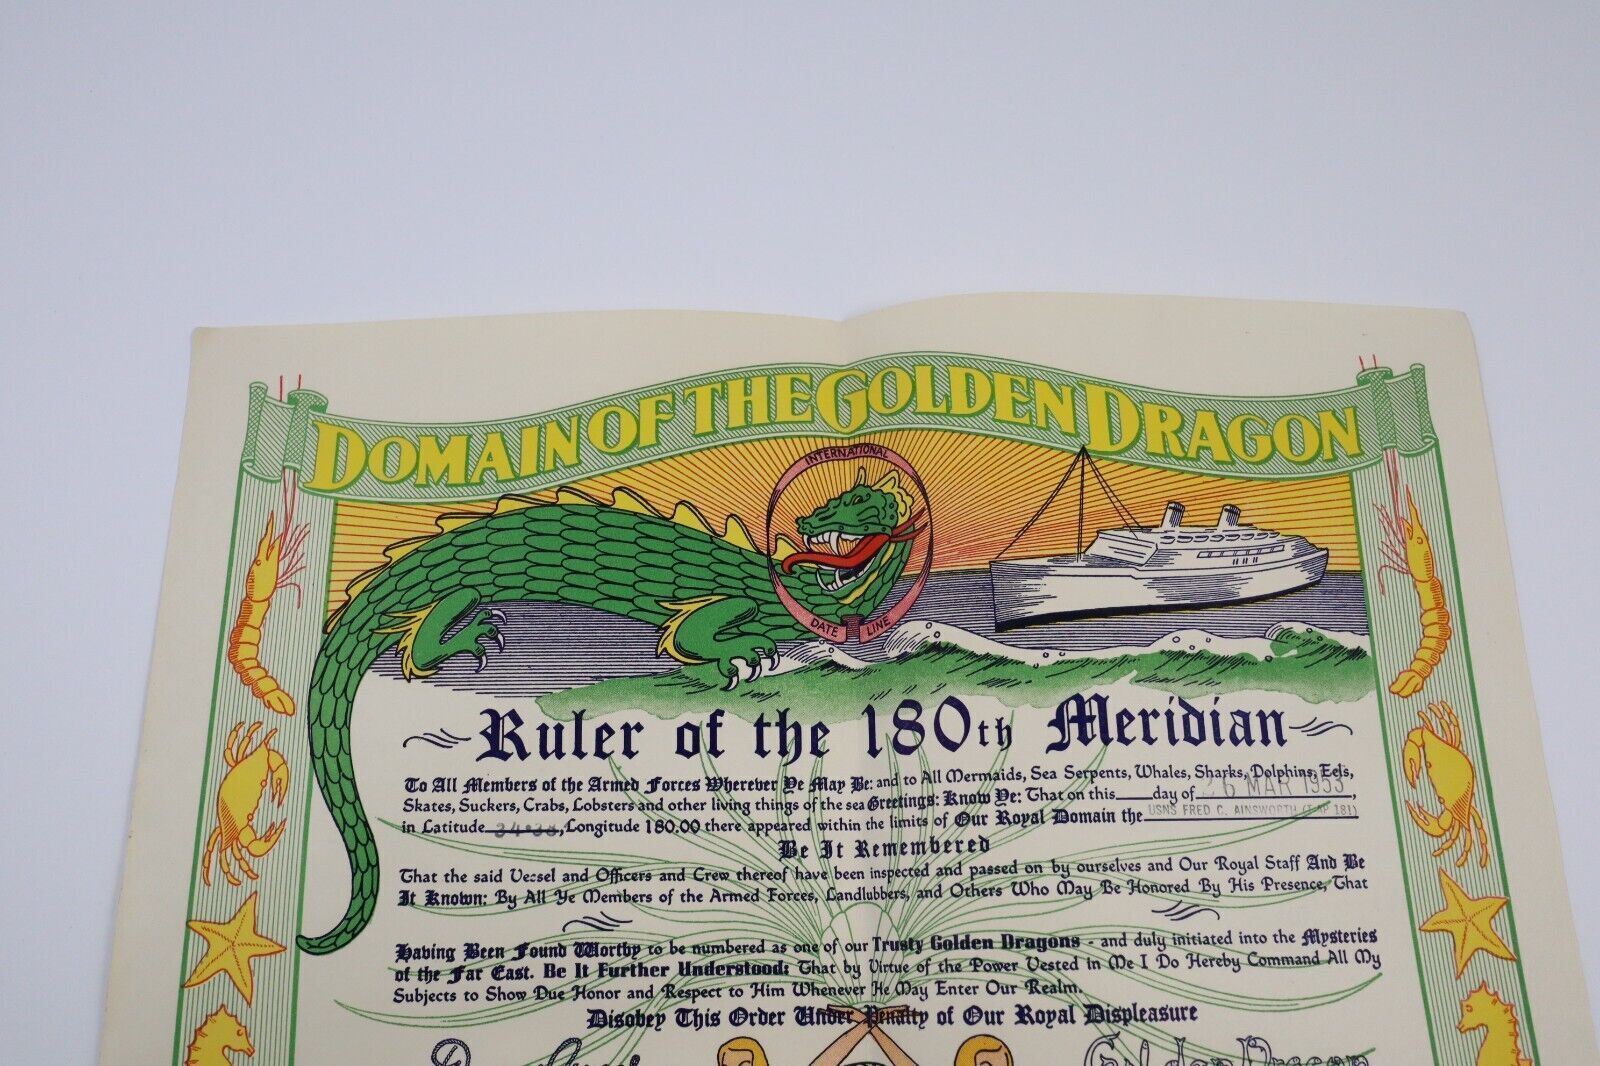 DOMAIN OF THE GOLDEN DRAGON
INTERNATIONAL
DATE LINE
Ruler of the 180th Meridian
To All Members of the Armed Forces Wherever Ye May Be: and to All Mermaids, Sea Serpents, Whales, Sharks, Dolphins, Eels,
Skates, Suckers, Crabs, Lobsters and other living things of the sea Greetings: Know Ye: That on this ___ day of 26 MAR 1953,
in Latitude 34-38, Longitude 180.00 there appeared within the limits of Our Royal Domain the USNS FRED C. AINSWORTH (T-AP 181)
Be It Remembered
That the said Vessel and Officers and Crew thereof have been inspected and passed on by ourselves and Our Royal Staff And Be
It Known: By All Ye Members of the Armed Forces, Landlubbers, and Others Who May Be Honored By His Presence, That
Having Been Found Worthy to be numbered as one of our Trusty Golden Dragons - and duly initiated into the Mysteries
of the Far East. Be It Further Understood: That by Virtue of the Power Vested in Me I Do Hereby Command All My
Subjects to Show Due Honor and Respect to Him Whenever He May Enter Our Realm.
Disobey This Order Under Penalty of Our Royal Displeasure
Golden Dragon